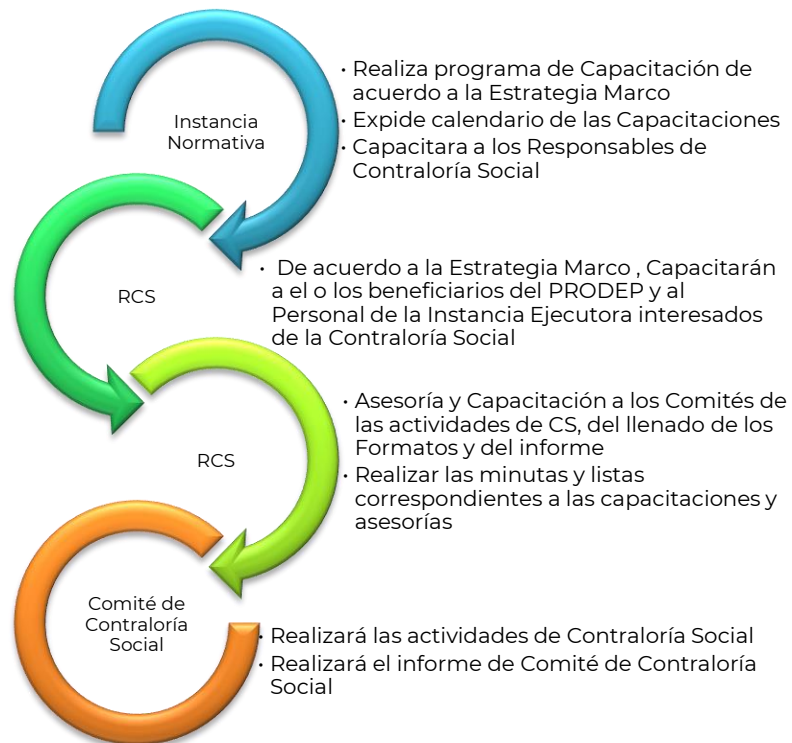 Instancia
Normativa
• Realiza programa de Capacitación de
acuerdo a la Estrategia Marco
• Expide calendario de las Capacitaciones
• Capacitara a los Responsables de
Contraloría Social
RCS
• De acuerdo a la Estrategia Marco , Capacitarán
a el o los beneficiarios del PRODEP y al
Personal de la Instancia Ejecutora interesados
de la Contraloría Social
RCS
• Asesoría y Capacitación a los Comités de
las actividades de CS, del llenado de los
Formatos y del informe
• Realizar las minutas y listas
correspondientes a las capacitaciones y
asesorías
Comité de
Contraloría
Social
• Realizará las actividades de Contraloría Social
• Realizará el informe de Comité de Contraloría
Social